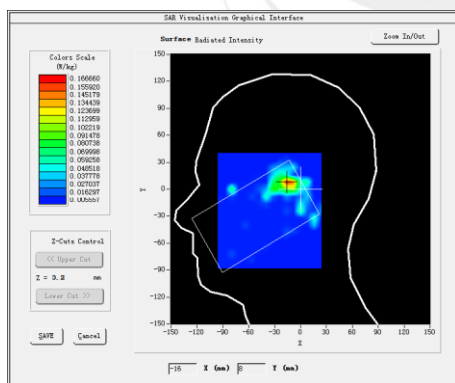 SAR Visualisation Graphical Interface
Surface Radiated Intensity
Zoom In/Out
Colors Scale
(W/kg)
0.166660
0.155920
0.145179
0.134439
0.123699
0.112959
0.102219
0.091478
0.080738
0.069998
0.059258
0.048518
0.037778
0.027037
0.016297
0.005557
150
120
90
60
30
0
-30
-60
-90
-120
-150
Y
-150 -120 -90 -60 -30 0 30 60 90 120 150
X
Z-Cuts Control
<< Upper Cut
Z = 3.2 mm
Lower Cut >>
SAVE
Cancel
-16 X (mm) 8 Y (mm)